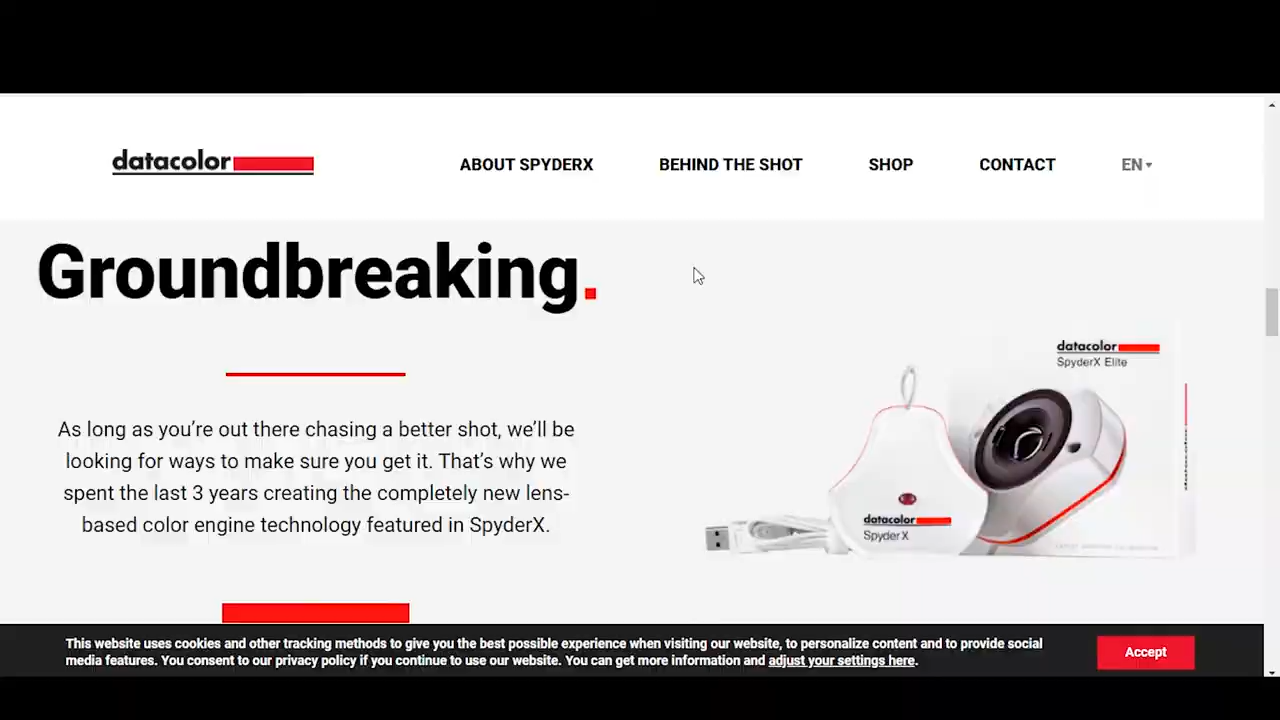 datacolor
ABOUT SPYDERX
BEHIND THE SHOT
SHOP
CONTACT
EN
Groundbreaking.
As long as you’re out there chasing a better shot, we’ll be
looking for ways to make sure you get it. That’s why we
spent the last 3 years creating the completely new lens-
based color engine technology featured in SpyderX.
datacolor
SpyderX Elite
datacolor
datacolor
SpyderX
This website uses cookies and other tracking methods to give you the best possible experience when visiting our website, to personalize content and to provide social
media features. You consent to our privacy policy if you continue to use our website. You can get more information and adjust your settings here.
Accept